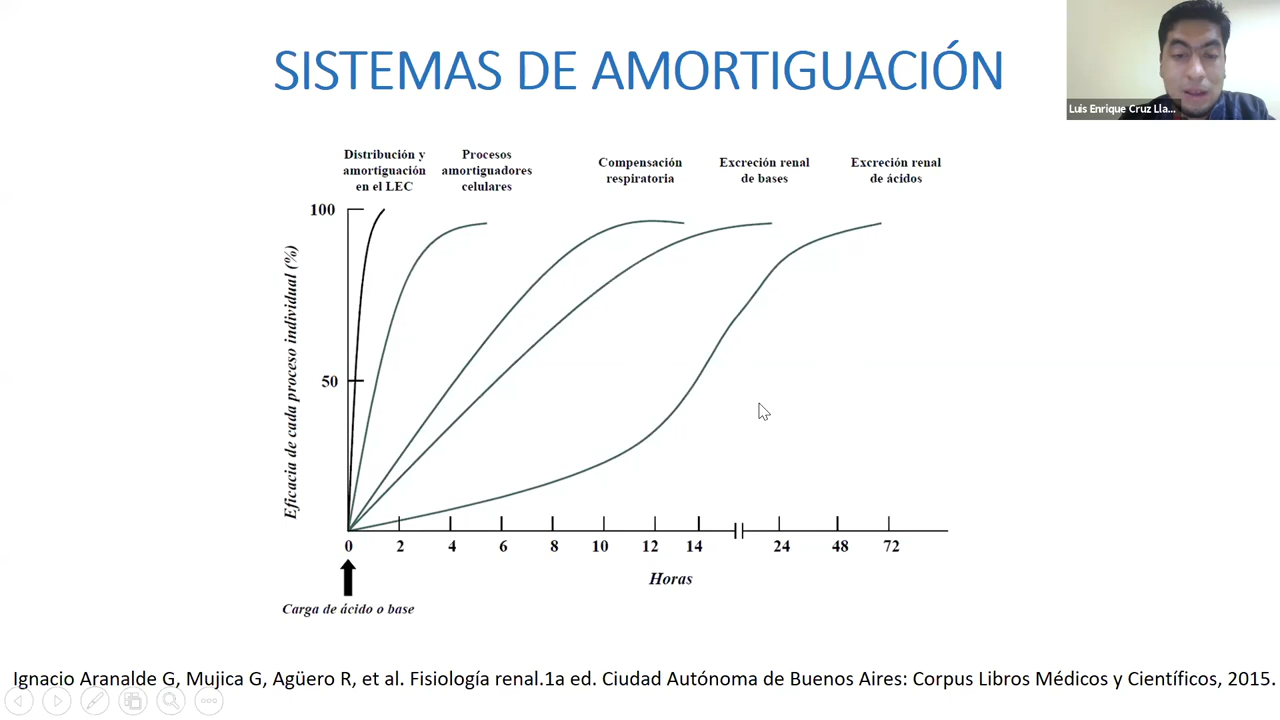 SISTEMAS DE AMORTIGUACIÓN
Luis Enrique Cruz Lla...
Distribución y
amortiguación
en el LEC
Procesos
amortiguadores
celulares
Compensación
respiratoria
Excreción renal
de bases
Excreción renal
de ácidos
100
50
Eficacia de cada proceso individual (%)
0 2 4 6 8 10 12 14 24 48 72
Horas
Carga de ácido o base
Ignacio Aranalde G, Mujica G, Agüero R, et al. Fisiología renal.1a ed. Ciudad Autónoma de Buenos Aires: Corpus Libros Médicos y Científicos, 2015.